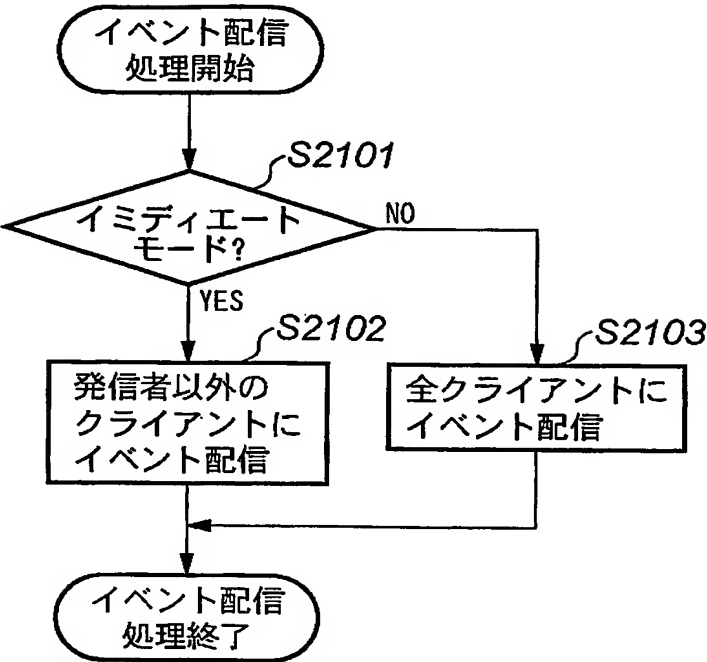 イベント配信
処理開始
S2101
イミディエート
モード?
NO
YES
S2102
発信者以外の
クライアントに
イベント配信
S2103
全クライアントに
イベント配信
イベント配信
処理終了